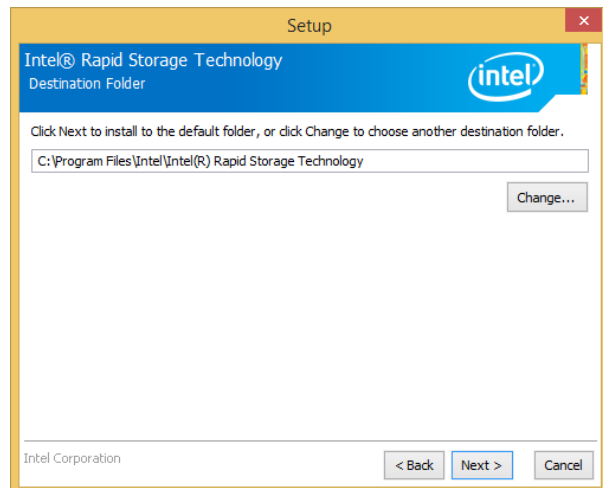 Setup
Intel® Rapid Storage Technology
Destination Folder
intel
Click Next to install to the default folder, or click Change to choose another destination folder.
C:\Program Files\Intel\Intel(R) Rapid Storage Technology
Change...
Intel Corporation
< Back Next > Cancel